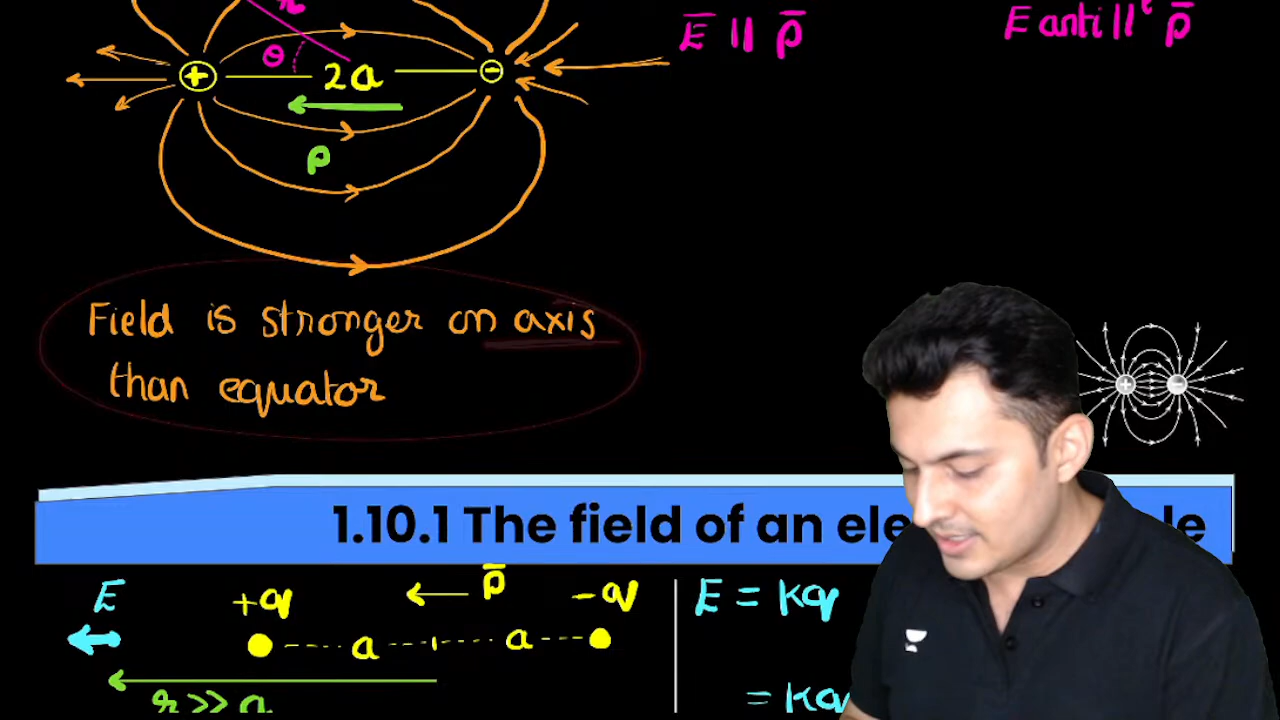 r
θ
+
2a
-
p
E̅ || p̅
E anti||ᵉ p̅
Field is stronger on axis
than equator
+
-
1.10.1 The field of an ele
le
E
+q
p̅
-q
a
a
r >> a
E = Kq
= Kq